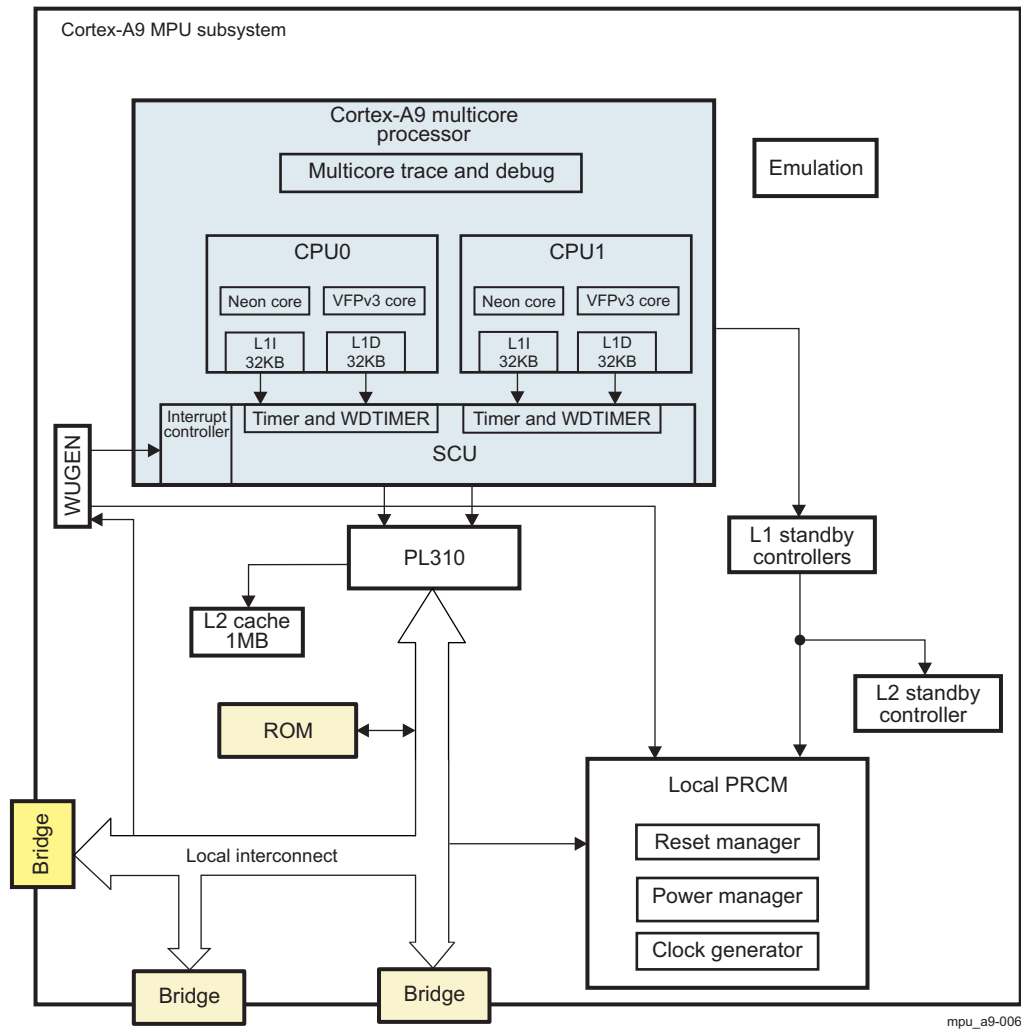 Cortex-A9 MPU subsystem
Cortex-A9 multicore
processor
Multicore trace and debug
Emulation
CPU0
CPU1
Neon core
VFPv3 core
Neon core
VFPv3 core
L1I
32KB
L1D
32KB
L1I
32KB
L1D
32KB
Interrupt
controller
Timer and WDTIMER
Timer and WDTIMER
SCU
WUGEN
PL310
L1 standby
controllers
L2 cache
1MB
L2 standby
controller
ROM
Local PRCM
Bridge
Local interconnect
Reset manager
Power manager
Clock generator
Bridge
Bridge
mpu_a9-006